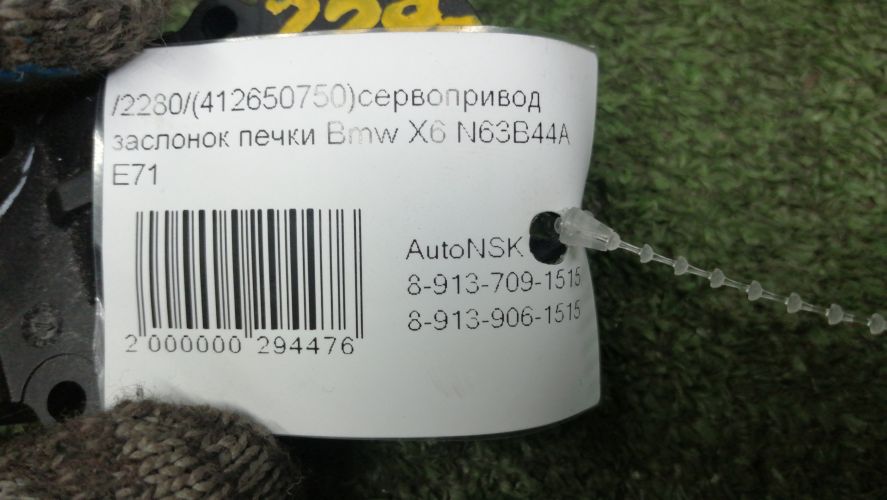 /2280/(412650750)сервопривод
заслонок печки Bmw X6 N63B44A
E71
AutoNSK
8-913-709-1515
8-913-906-1515
2 000000 294476